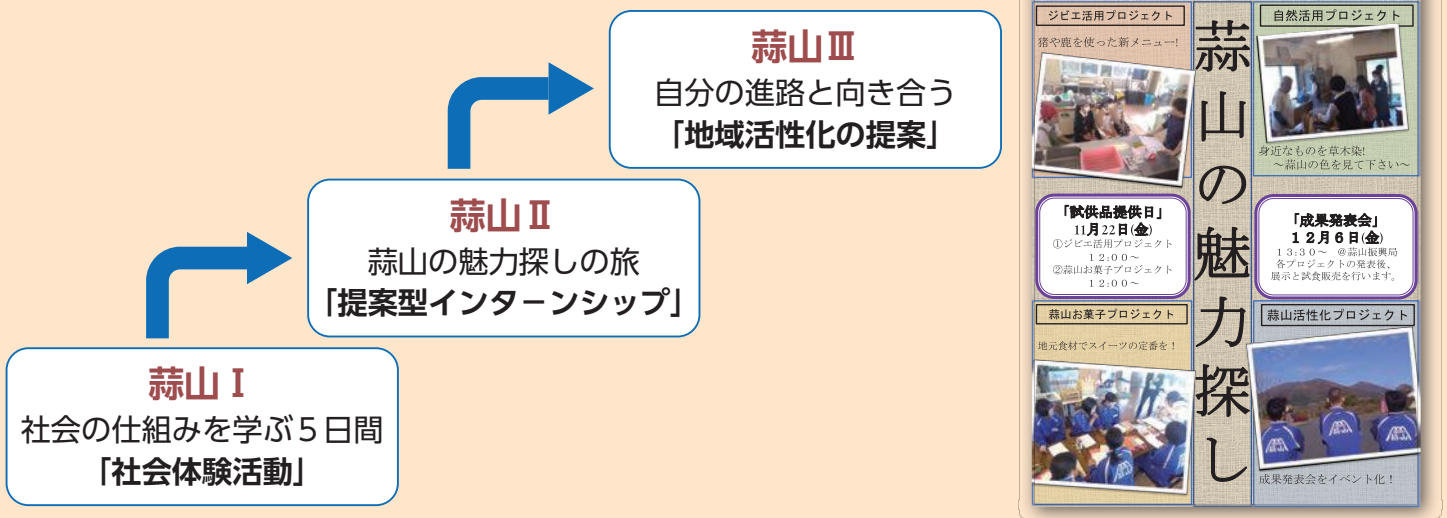 蒜山Ⅲ
自分の進路と向き合う
「地域活性化の提案」
蒜山Ⅱ
蒜山の魅力探しの旅
「提案型インターンシップ」
蒜山Ⅰ
社会の仕組みを学ぶ５日間
「社会体験活動」
蒜山の魅力探し
ジビエ活用プロジェクト
猪や鹿を使った新メニュー!
自然活用プロジェクト
身近なものを草木染!
～蒜山の色を見て下さい～
「試供品提供日」
11月22日(金)
①ジビエ活用プロジェクト
１２:００～
②蒜山お菓子プロジェクト
１２:００～
「成果発表会」
１２月６日(金)
１３:３０～　＠蒜山振興局
各プロジェクトの発表後、
展示と試食販売を行います。
蒜山お菓子プロジェクト
地元食材でスイーツの定番を！
蒜山活性化プロジェクト
成果発表会をイベント化！